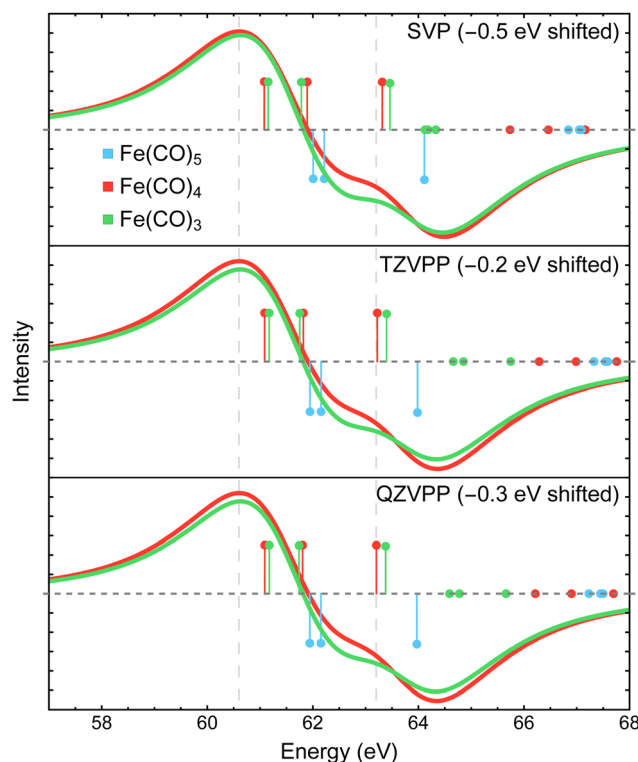 SVP (−0.5 eV shifted)
Fe(CO)₅
Fe(CO)₄
Fe(CO)₃
TZVPP (−0.2 eV shifted)
Intensity
QZVPP (−0.3 eV shifted)
58 60 62 64 66 68
Energy (eV)